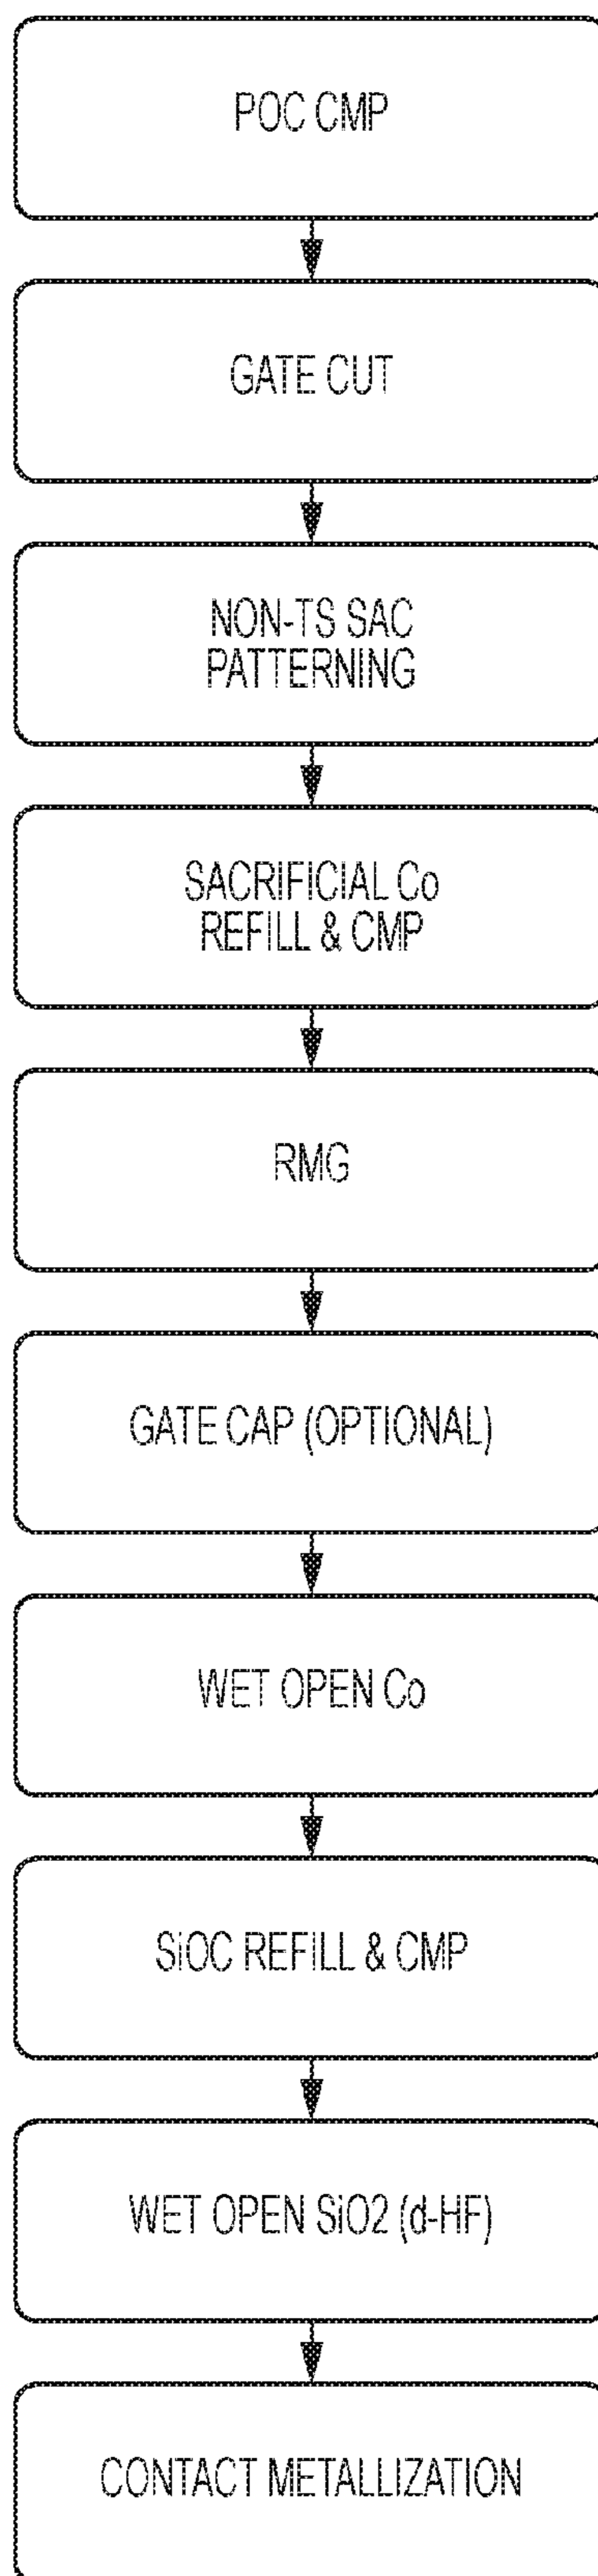 POC CMP
GATE CUT
NON-TS SAC
PATTERNING
SACRIFICIAL Co
REFILL & CMP
RMG
GATE CAP (OPTIONAL)
WET OPEN Co
SiOC REFILL & CMP
WET OPEN SiO2 (d-HF)
CONTACT METALLIZATION